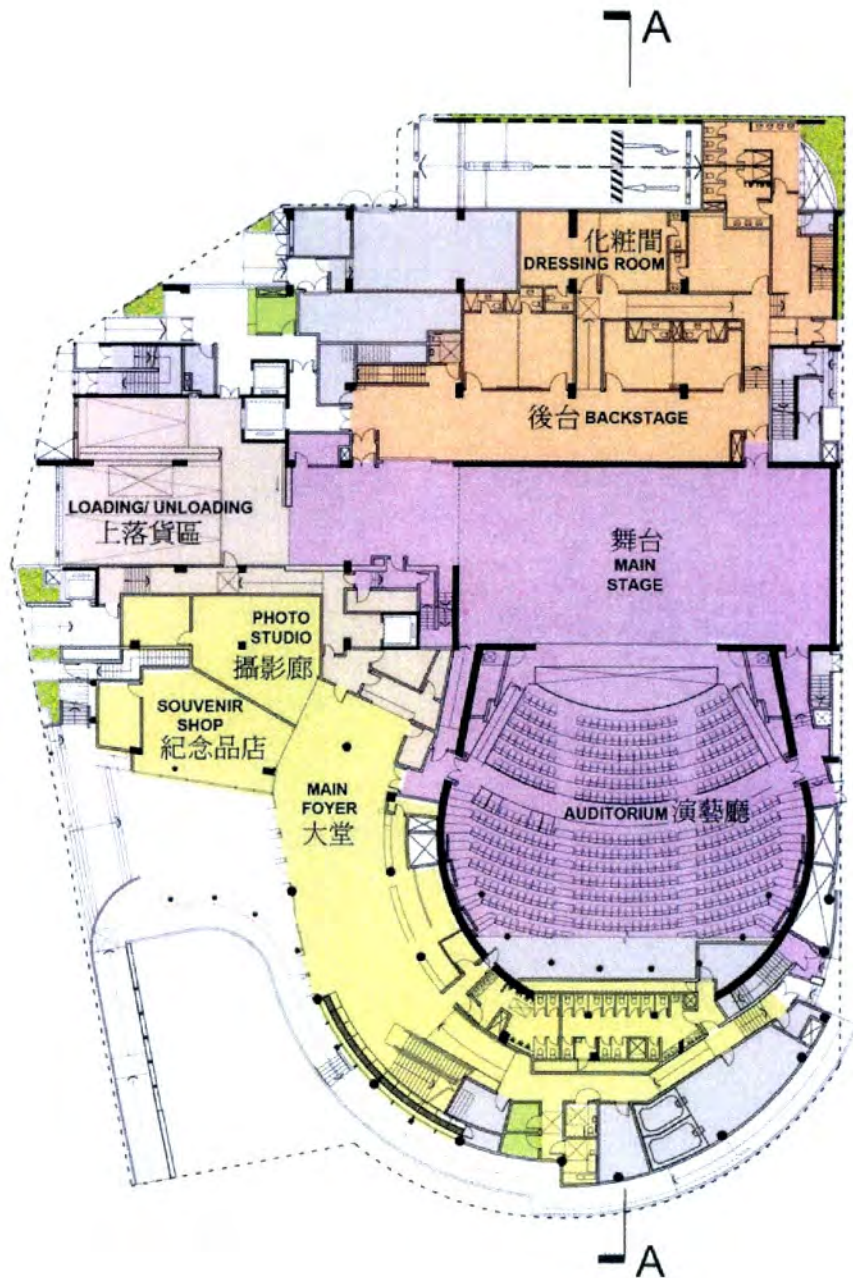 A
化粧間
DRESSING ROOM
後台 BACKSTAGE
LOADING/ UNLOADING
上落貨區
舞台
MAIN
STAGE
PHOTO
STUDIO
攝影廊
SOUVENIR
SHOP
紀念品店
MAIN
FOYER
大堂
AUDITORIUM 演藝廳
A